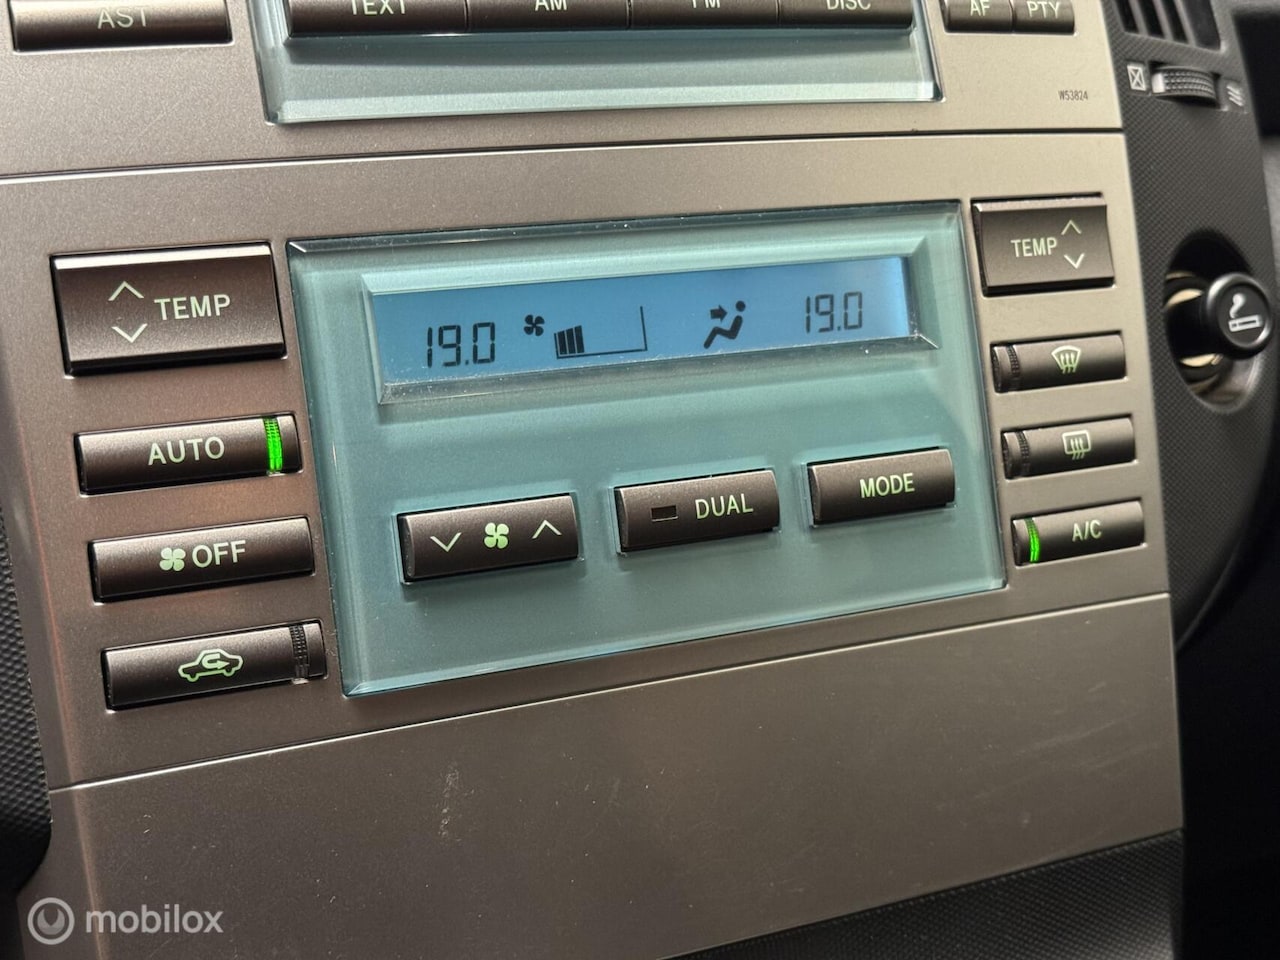 AST
TEXT
AM
FM
DISC
AF
PTY
W53824
TEMP
19.0
19.0
TEMP
AUTO
OFF
DUAL
MODE
A/C
mobilox